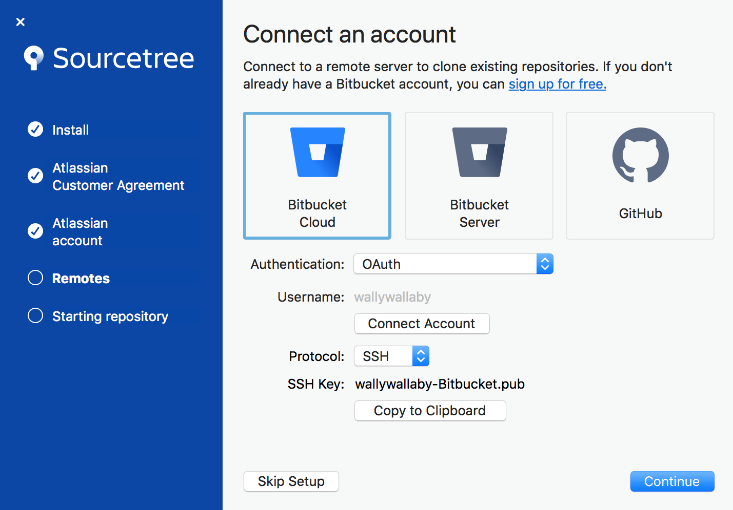 Sourcetree
Install
Atlassian
Customer Agreement
Atlassian
account
Remotes
Starting repository
Connect an account
Connect to a remote server to clone existing repositories. If you don't
already have a Bitbucket account, you can sign up for free.
Bitbucket
Cloud
Bitbucket
Server
GitHub
Authentication: OAuth
Username: wallywallaby
Connect Account
Protocol: SSH
SSH Key: wallywallaby-Bitbucket.pub
Copy to Clipboard
Skip Setup
Continue